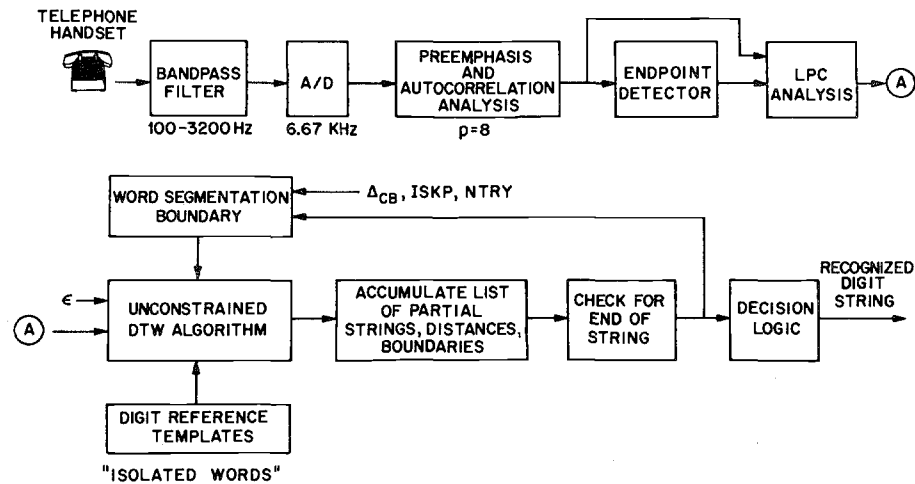 TELEPHONE
HANDSET
BANDPASS
FILTER
100-3200 Hz
A/D
6.67 KHz
PREEMPHASIS
AND
AUTOCORRELATION
ANALYSIS
p=8
ENDPOINT
DETECTOR
LPC
ANALYSIS
A
WORD SEGMENTATION
BOUNDARY
Δ_CB, ISKP, NTRY
ϵ
A
UNCONSTRAINED
DTW ALGORITHM
ACCUMULATE LIST
OF PARTIAL
STRINGS, DISTANCES,
BOUNDARIES
CHECK FOR
END OF
STRING
DECISION
LOGIC
RECOGNIZED
DIGIT
STRING
DIGIT REFERENCE
TEMPLATES
"ISOLATED WORDS"